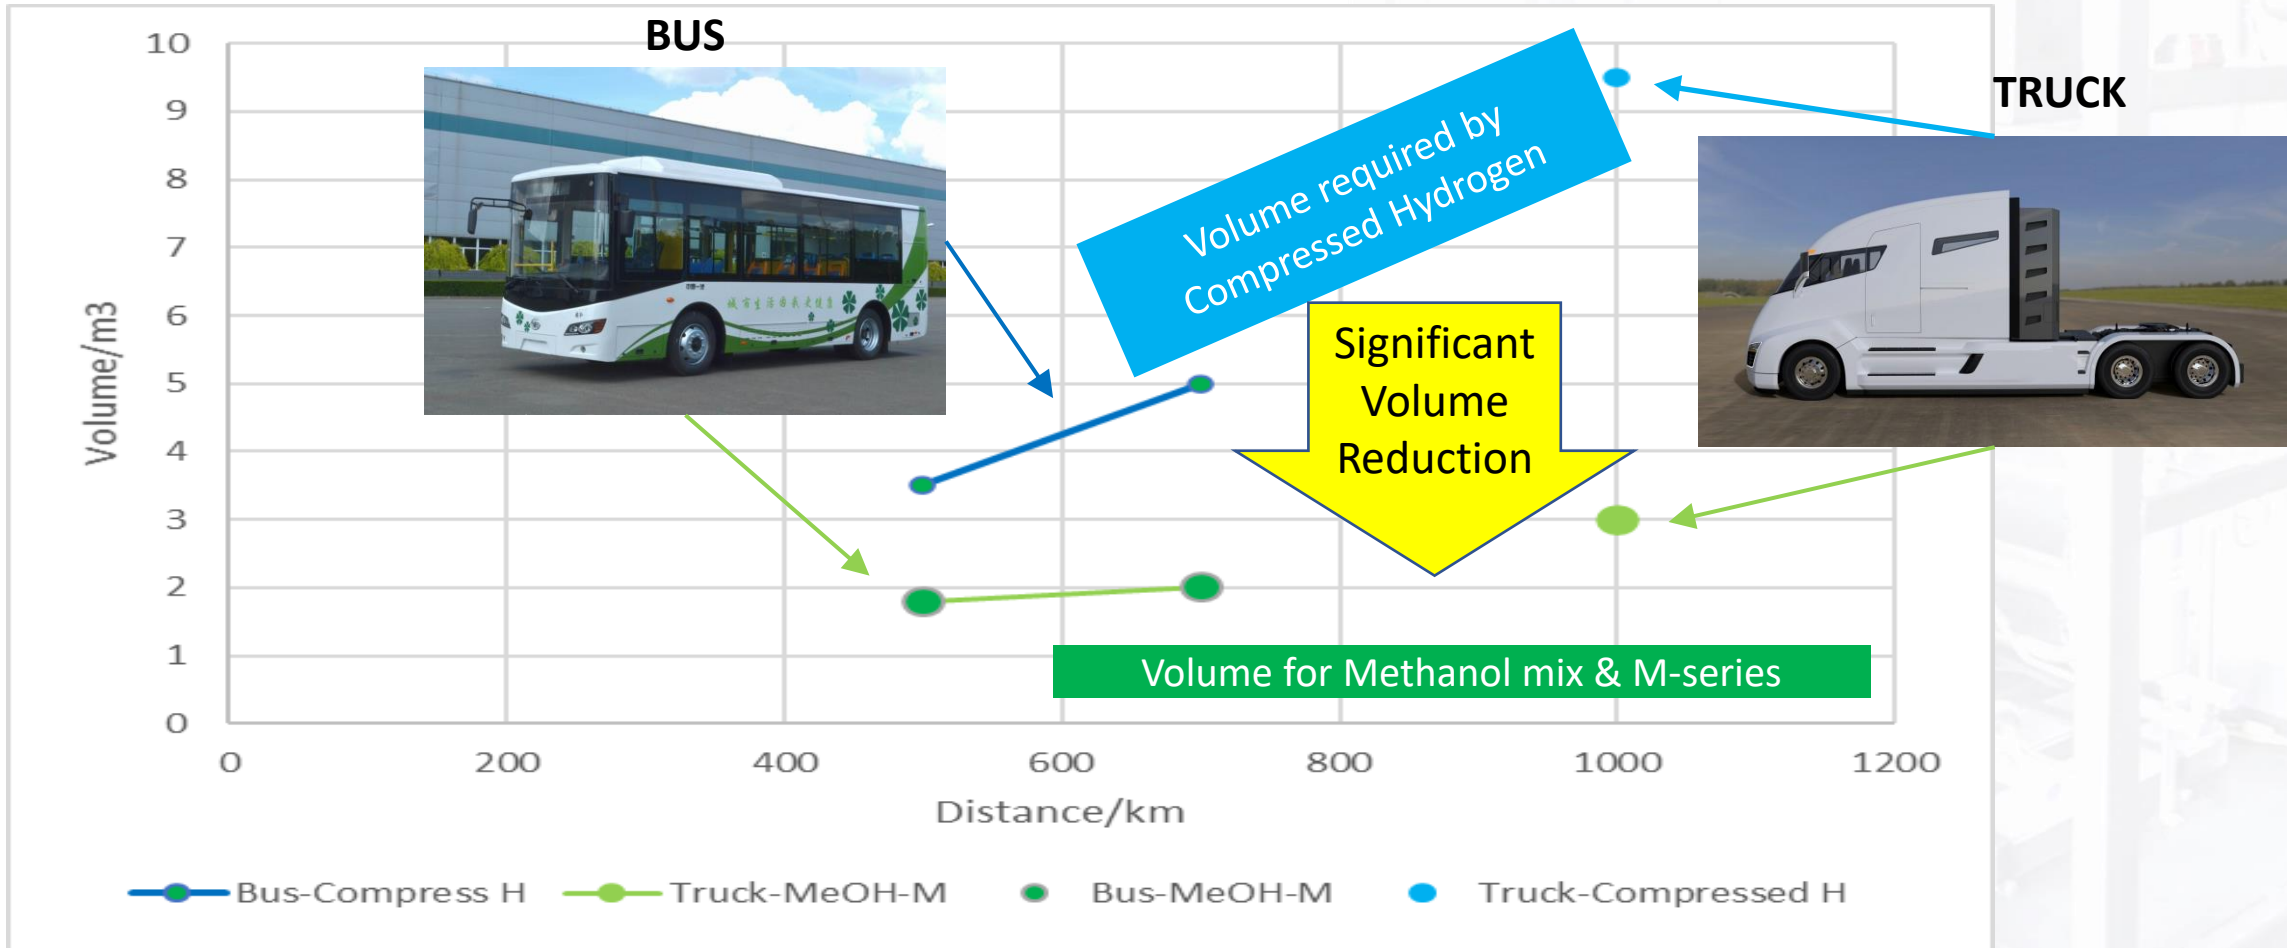 BUS
TRUCK
10
9
8
7
6
5
4
3
2
1
0
Volume/m3
Volume required by
Compressed Hydrogen
Significant
Volume
Reduction
Volume for Methanol mix & M-series
0
200
400
600
800
1000
1200
Distance/km
Bus-Compress H
Truck-MeOH-M
Bus-MeOH-M
Truck-Compressed H